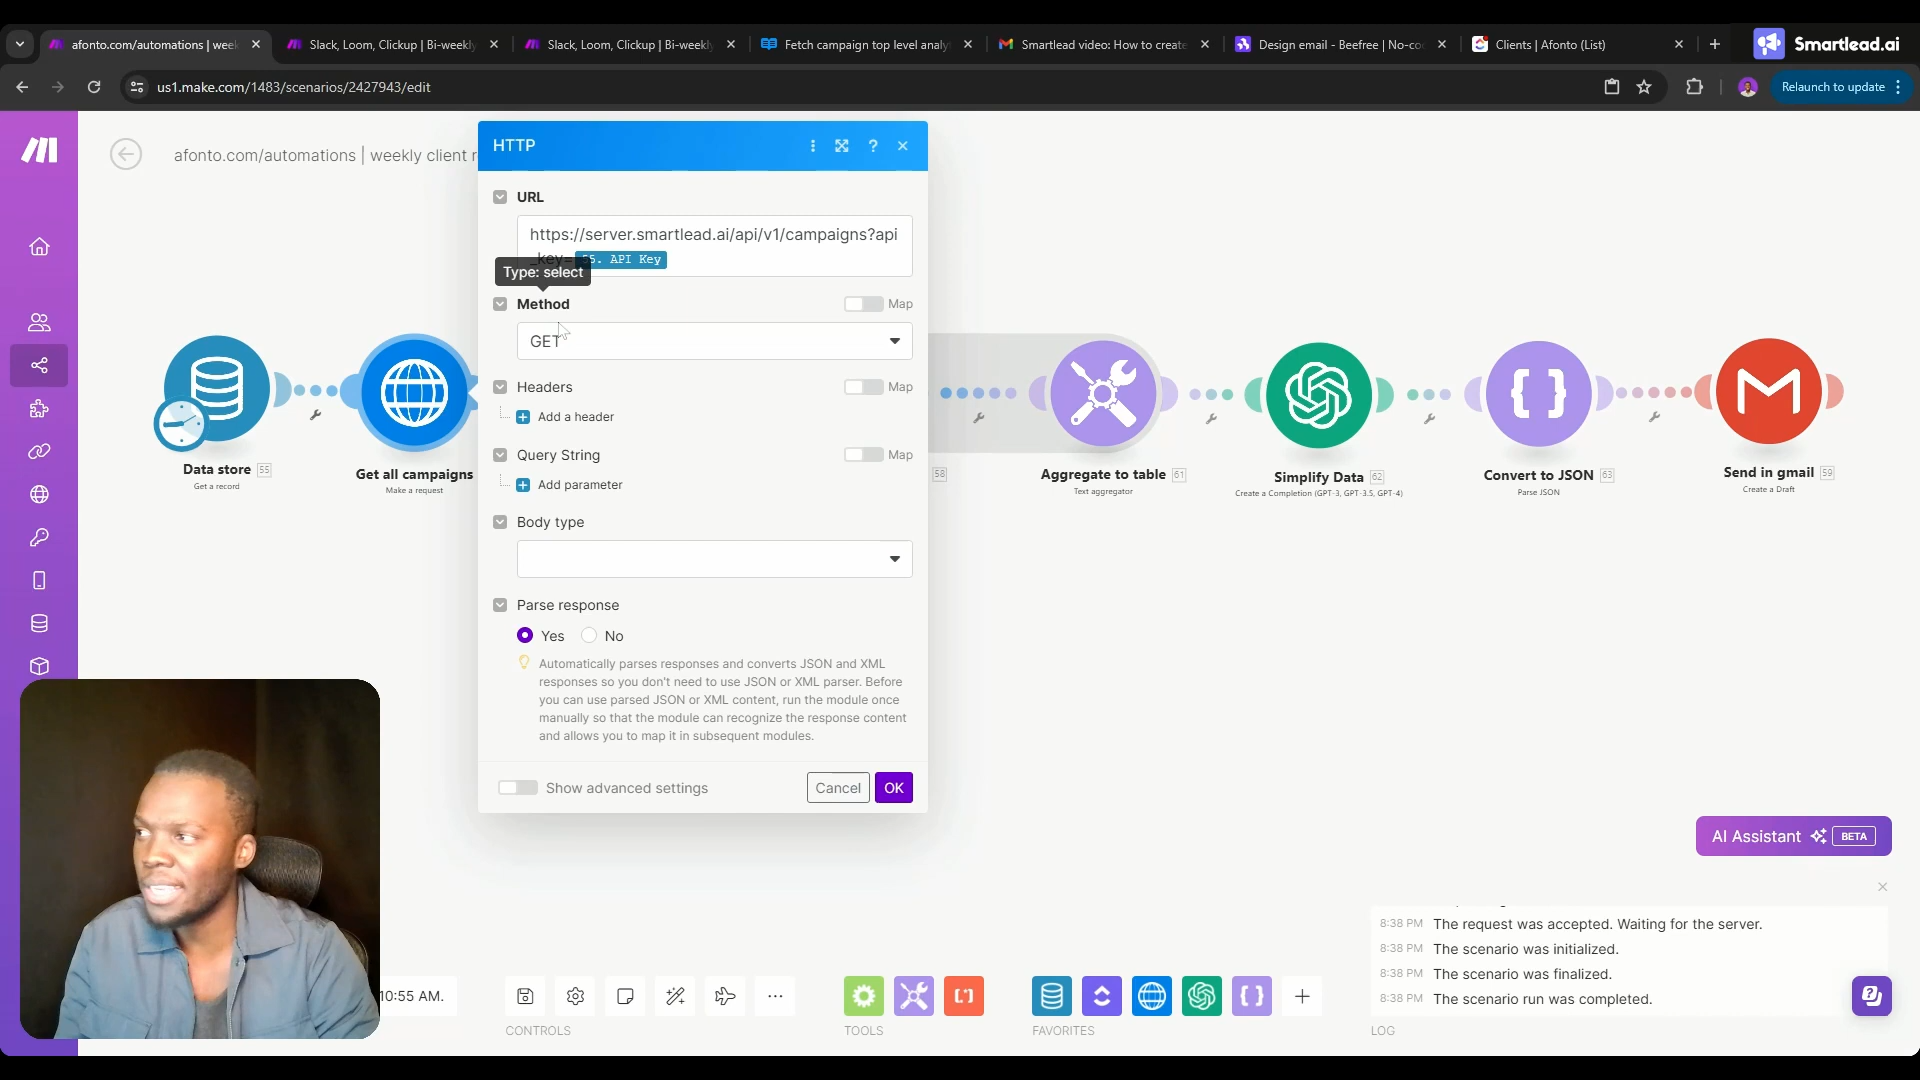 afonto.com/automations | week
Slack, Loom, Clickup | Bi-weekly
Slack, Loom, Clickup | Bi-weekly
Fetch campaign top level analy
Smartlead video: How to create
Design email - Beefree | No-co
Clients | Afonto (List)
Smartlead.ai
us1.make.com/1483/scenarios/2427943/edit
Relaunch to update
afonto.com/automations | weekly client r
HTTP
URL
https://server.smartlead.ai/api/v1/campaigns?api
_key=
API Key
Type: select
Method
Map
GET
Headers
Map
Add a header
Query String
Map
Add parameter
Body type
Parse response
Yes
No
Automatically parses responses and converts JSON and XML
responses so you don't need to use JSON or XML parser. Before
you can use parsed JSON or XML content, run the module once
manually so that the module can recognize the response content
and allows you to map it in subsequent modules.
Show advanced settings
Cancel
OK
Data store 55
Get a record
Get all campaigns
Make a request
58
Aggregate to table 61
Text aggregator
Simplify Data 62
Create a Completion (GPT-3, GPT-3.5, GPT-4)
Convert to JSON 63
Parse JSON
Send in gmail 59
Create a Draft
AI Assistant BETA
8:38 PM The request was accepted. Waiting for the server.
8:38 PM The scenario was initialized.
8:38 PM The scenario was finalized.
8:38 PM The scenario run was completed.
10:55 AM.
CONTROLS
TOOLS
FAVORITES
LOG